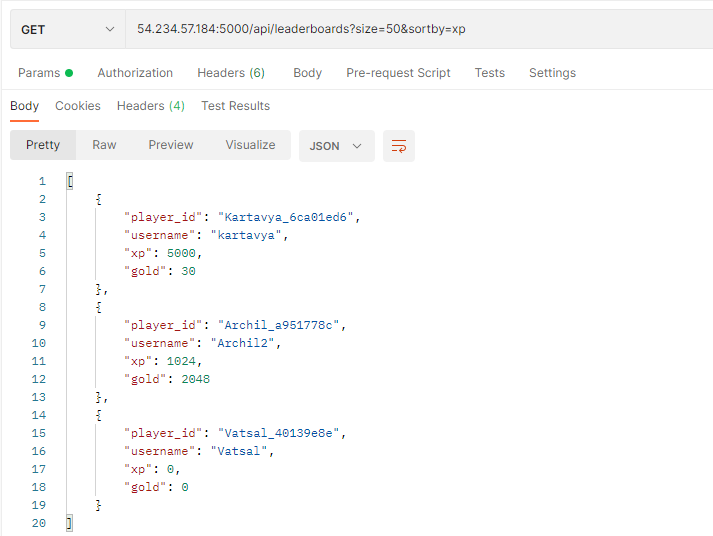 GET 54.234.57.184:5000/api/leaderboards?size=50&sortby=xp
Params Authorization Headers (6) Body Pre-request Script Tests Settings
Body Cookies Headers (4) Test Results
Pretty Raw Preview Visualize JSON
1 [
2 {
3 "player_id": "Kartavya_6ca01ed6",
4 "username": "kartavya",
5 "xp": 5000,
6 "gold": 30
7 },
8 {
9 "player_id": "Archil_a951778c",
10 "username": "Archil2",
11 "xp": 1024,
12 "gold": 2048
13 },
14 {
15 "player_id": "Vatsal_40139e8e",
16 "username": "Vatsal",
17 "xp": 0,
18 "gold": 0
19 }
20 ]